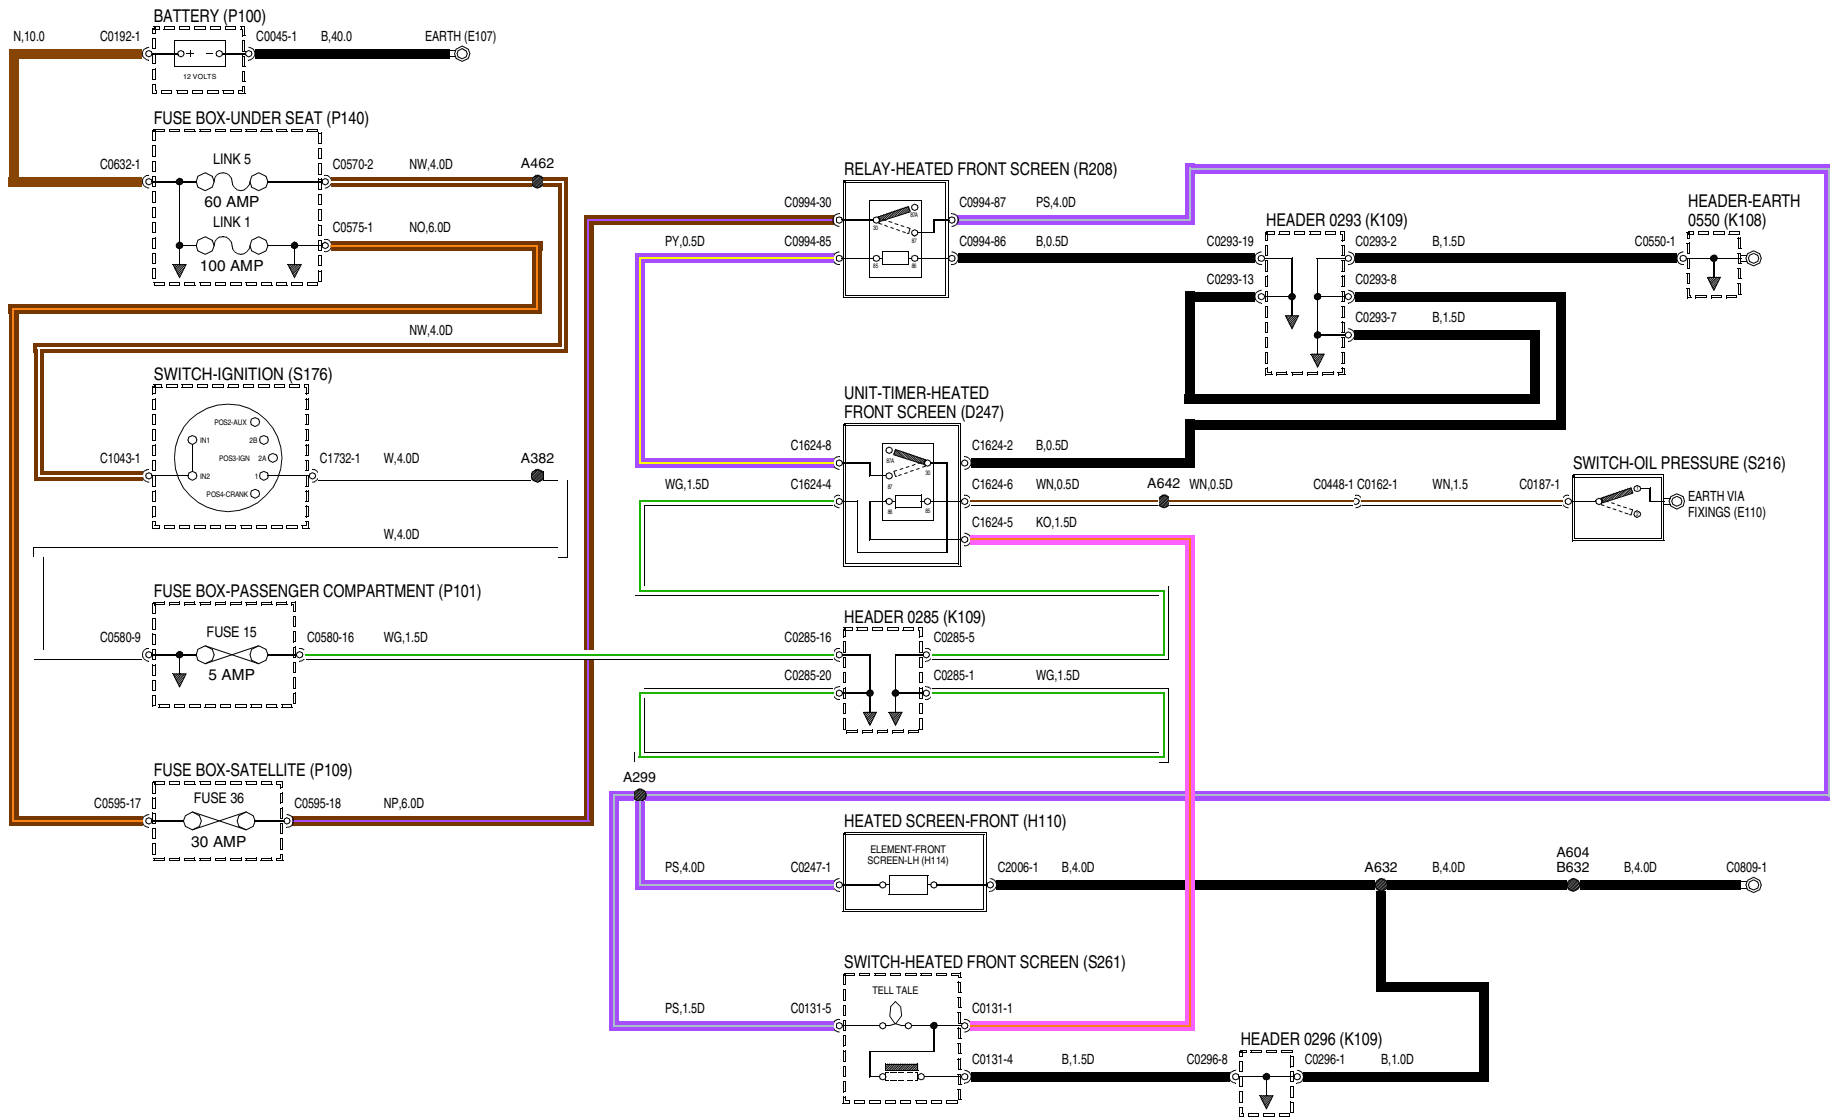 BATTERY (P100)
N,10.0
C0192-1
C0045-1
B,40.0
EARTH (E107)
+ −
12 VOLTS
FUSE BOX-UNDER SEAT (P140)
C0632-1
LINK 5
60 AMP
C0570-2
NW,4.0D
A462
LINK 1
100 AMP
C0575-1
NO,6.0D
NW,4.0D
SWITCH-IGNITION (S176)
POS2-AUX
IN1
2B
POS3-IGN
2A
C1043-1
IN2
1
POS4-CRANK
C1732-1
W,4.0D
A382
W,4.0D
FUSE BOX-PASSENGER COMPARTMENT (P101)
C0580-9
FUSE 15
5 AMP
C0580-16
WG,1.5D
FUSE BOX-SATELLITE (P109)
C0595-17
FUSE 36
30 AMP
C0595-18
NP,6.0D
RELAY-HEATED FRONT SCREEN (R208)
C0994-30
87A
30
87
C0994-87
PS,4.0D
PY,0.5D
C0994-85
85
86
C0994-86
B,0.5D
HEADER 0293 (K109)
C0293-19
C0293-13
C0293-2
B,1.5D
C0293-8
C0293-7
B,1.5D
HEADER-EARTH
0550 (K108)
C0550-1
UNIT-TIMER-HEATED
FRONT SCREEN (D247)
C1624-8
87A
30
87
C1624-2
B,0.5D
WG,1.5D
C1624-4
86
85
C1624-6
WN,0.5D
A642
WN,0.5D
C0448-1
C0162-1
WN,1.5
C0187-1
C1624-5
KO,1.5D
SWITCH-OIL PRESSURE (S216)
EARTH VIA
FIXINGS (E110)
HEADER 0285 (K109)
C0285-16
C0285-5
C0285-20
C0285-1
WG,1.5D
A299
HEATED SCREEN-FRONT (H110)
ELEMENT-FRONT
SCREEN-LH (H114)
PS,4.0D
C0247-1
C2006-1
B,4.0D
A632
B,4.0D
A604
B632
B,4.0D
C0809-1
SWITCH-HEATED FRONT SCREEN (S261)
TELL TALE
PS,1.5D
C0131-5
C0131-1
C0131-4
B,1.5D
C0296-8
HEADER 0296 (K109)
C0296-1
B,1.0D